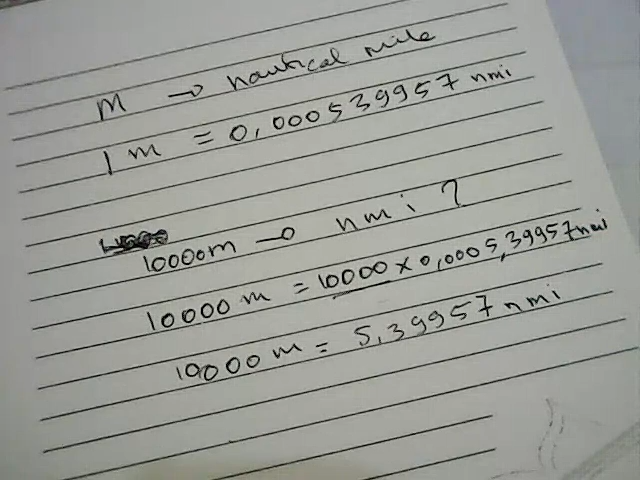 M → nautical mile
1 m = 0,000539957 nmi
10000m → nmi ?
10000 m = 10000 x 0,0005,39957 nmi
10000 m = 5,39957 nmi